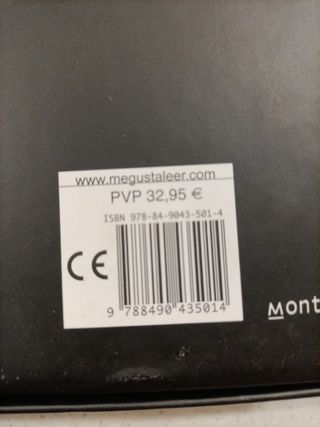 www.megustaleer.com
PVP 32,95 €
ISBN 978-84-9043-501-4
CE
9 788490 435014
Mont